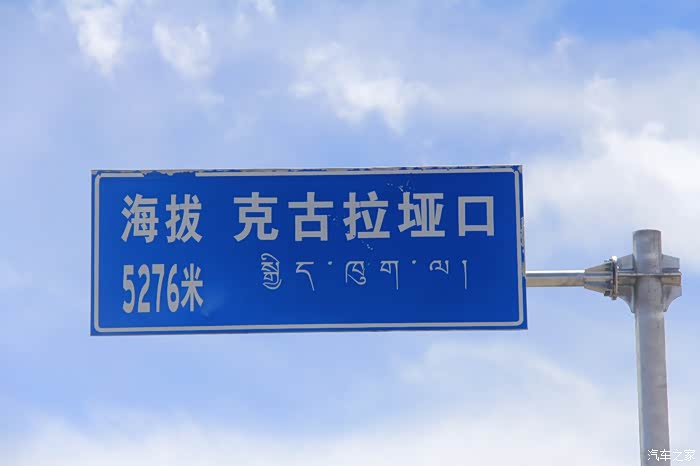 海拔 克古拉垭口
5276米 སྐྱིད་ཁུག་ལ།
汽车之家